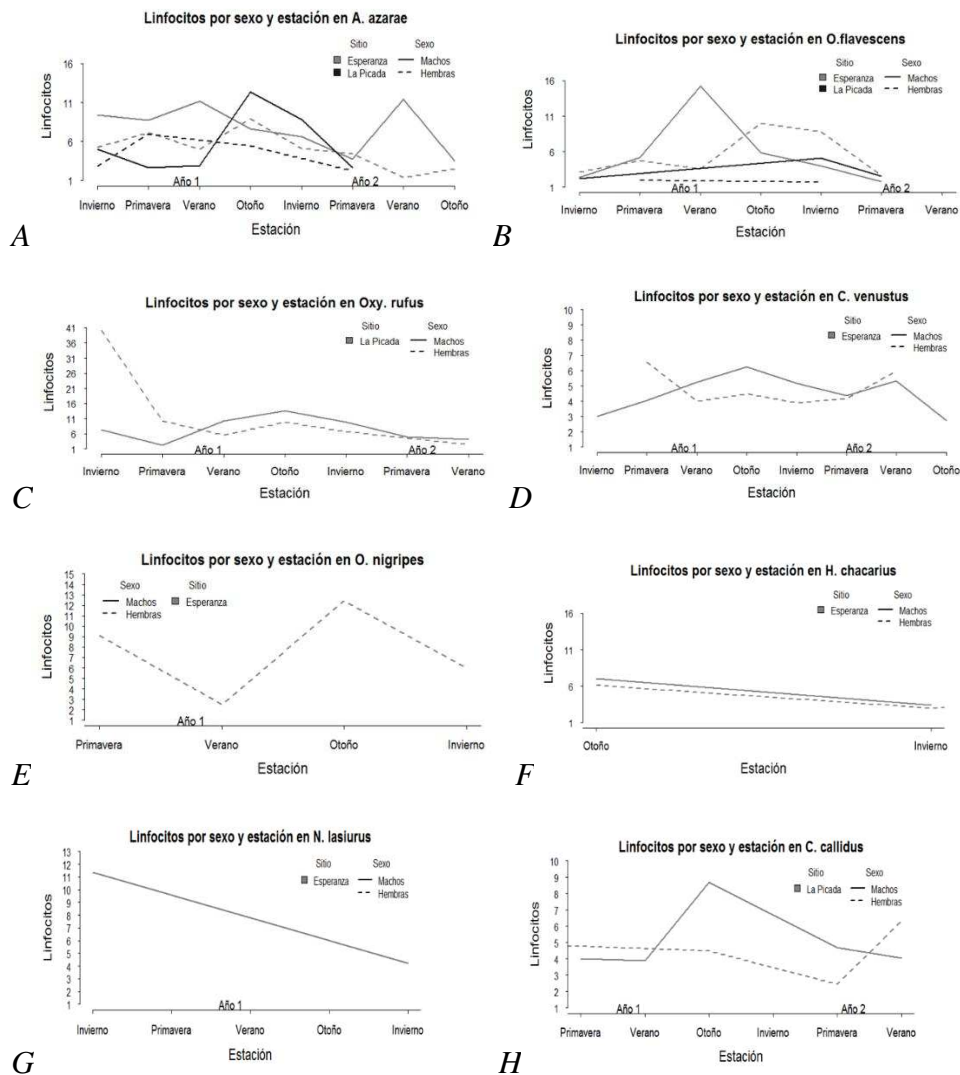 Linfocitos por sexo y estación en A. azarae
Sitio Sexo
Esperanza Machos
La Picada Hembras
Linfocitos
16
11
6
1
Año 1 Año 2
Invierno Primavera Verano Otoño Invierno Primavera Verano Otoño
Estación
A
Linfocitos por sexo y estación en O.flavescens
Sitio Sexo
Esperanza Machos
La Picada Hembras
Linfocitos
16
11
6
1
Año 1 Año 2
Invierno Primavera Verano Otoño Invierno Primavera Verano
Estación
B
Linfocitos por sexo y estación en Oxy. rufus
Sitio Sexo
La Picada Machos
Hembras
Linfocitos
41
36
31
26
21
16
11
6
1
Año 1 Año 2
Invierno Primavera Verano Otoño Invierno Primavera Verano
Estación
C
Linfocitos por sexo y estación en C. venustus
Sitio Sexo
Esperanza Machos
Hembras
Linfocitos
10
9
8
7
6
5
4
3
2
1
Año 1 Año 2
Invierno Primavera Verano Otoño Invierno Primavera Verano Otoño
Estación
D
Linfocitos por sexo y estación en O. nigripes
Sexo Sitio
Machos Esperanza
Hembras
Linfocitos
15
14
13
12
11
10
9
8
7
6
5
4
3
2
1
Año 1
Primavera Verano Otoño Invierno
Estación
E
Linfocitos por sexo y estación en H. chacarius
Sitio Sexo
Esperanza Machos
Hembras
Linfocitos
16
11
6
1
Otoño Invierno
Estación
F
Linfocitos por sexo y estación en N. lasiurus
Sitio Sexo
Esperanza Machos
Hembras
Linfocitos
13
12
11
10
9
8
7
6
5
4
3
2
1
Año 1
Invierno Primavera Verano Otoño Invierno
Estación
G
Linfocitos por sexo y estación en C. callidus
Sitio Sexo
La Picada Machos
Hembras
Linfocitos
10
9
8
7
6
5
4
3
2
1
Año 1 Año 2
Primavera Verano Otoño Invierno Primavera Verano
Estación
H